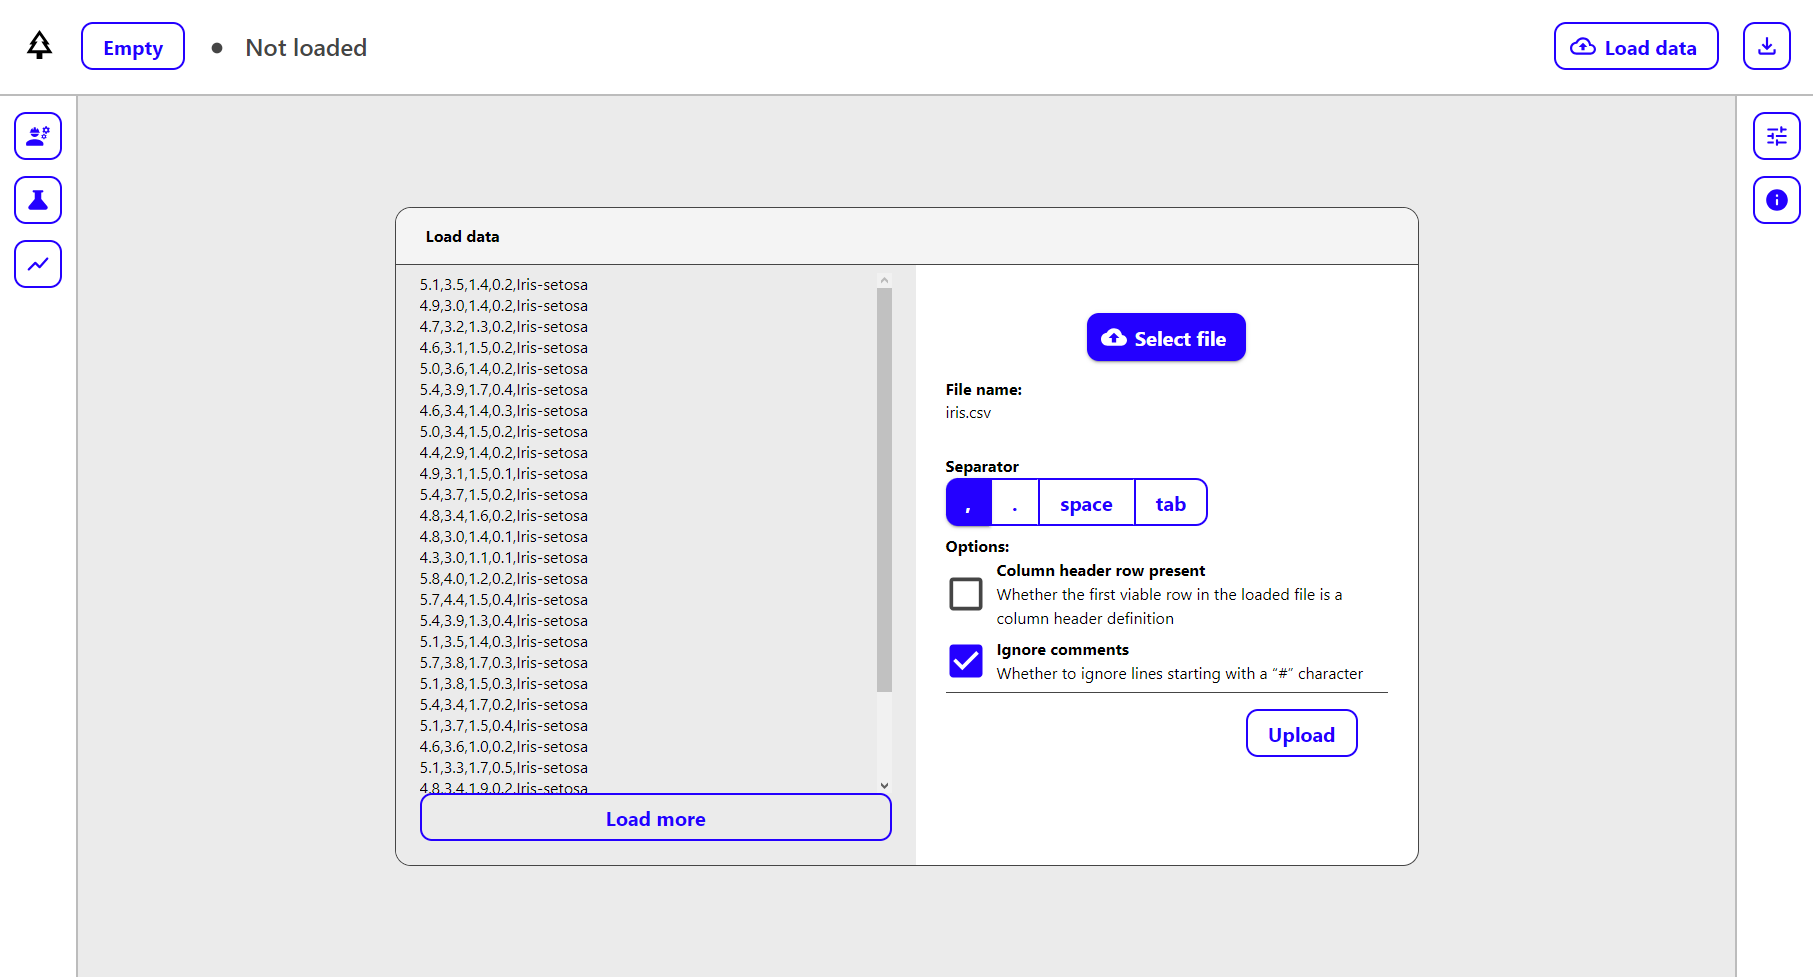 Empty
Not loaded
Load data
Load data
5.1,3.5,1.4,0.2,Iris-setosa
4.9,3.0,1.4,0.2,Iris-setosa
4.7,3.2,1.3,0.2,Iris-setosa
4.6,3.1,1.5,0.2,Iris-setosa
5.0,3.6,1.4,0.2,Iris-setosa
5.4,3.9,1.7,0.4,Iris-setosa
4.6,3.4,1.4,0.3,Iris-setosa
5.0,3.4,1.5,0.2,Iris-setosa
4.4,2.9,1.4,0.2,Iris-setosa
4.9,3.1,1.5,0.1,Iris-setosa
5.4,3.7,1.5,0.2,Iris-setosa
4.8,3.4,1.6,0.2,Iris-setosa
4.8,3.0,1.4,0.1,Iris-setosa
4.3,3.0,1.1,0.1,Iris-setosa
5.8,4.0,1.2,0.2,Iris-setosa
5.7,4.4,1.5,0.4,Iris-setosa
5.4,3.9,1.3,0.4,Iris-setosa
5.1,3.5,1.4,0.3,Iris-setosa
5.7,3.8,1.7,0.3,Iris-setosa
5.1,3.8,1.5,0.3,Iris-setosa
5.4,3.4,1.7,0.2,Iris-setosa
5.1,3.7,1.5,0.4,Iris-setosa
4.6,3.6,1.0,0.2,Iris-setosa
5.1,3.3,1.7,0.5,Iris-setosa
4.8,3.4,1.9,0.2,Iris-setosa
Load more
Select file
File name:
iris.csv
Separator
, . space tab
Options:
Column header row present
Whether the first viable row in the loaded file is a
column header definition
Ignore comments
Whether to ignore lines starting with a “#” character
Upload